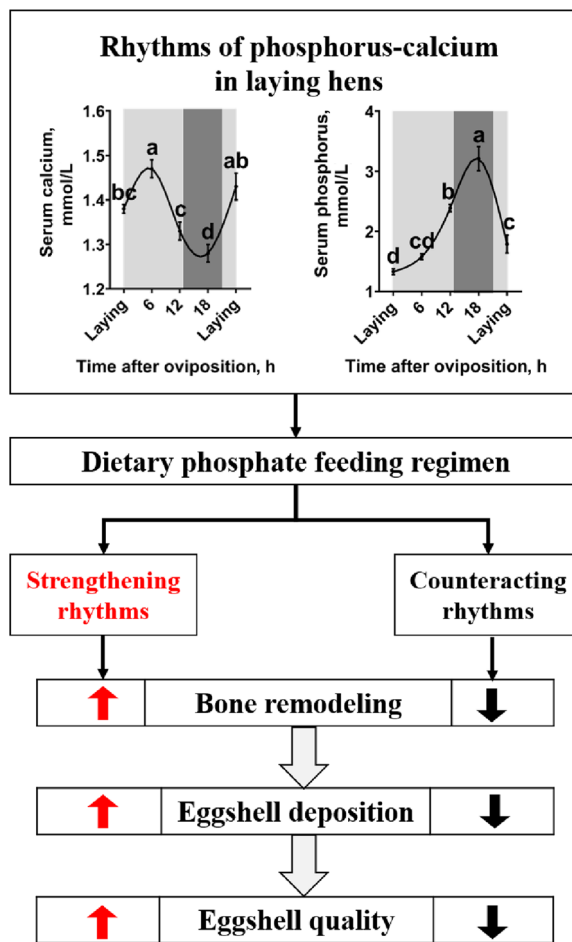 Rhythms of phosphorus-calcium
in laying hens
Serum calcium,
mmol/L
1.6
1.5
1.4
1.3
1.2
bc
a
c
d
ab
Laying
6
12
18
Laying
Time after oviposition, h
Serum phosphorus,
mmol/L
4
3
2
1
d
cd
b
a
c
Laying
6
12
18
Laying
Time after oviposition, h
Dietary phosphate feeding regimen
Strengthening
rhythms
Counteracting
rhythms
Bone remodeling
Eggshell deposition
Eggshell quality